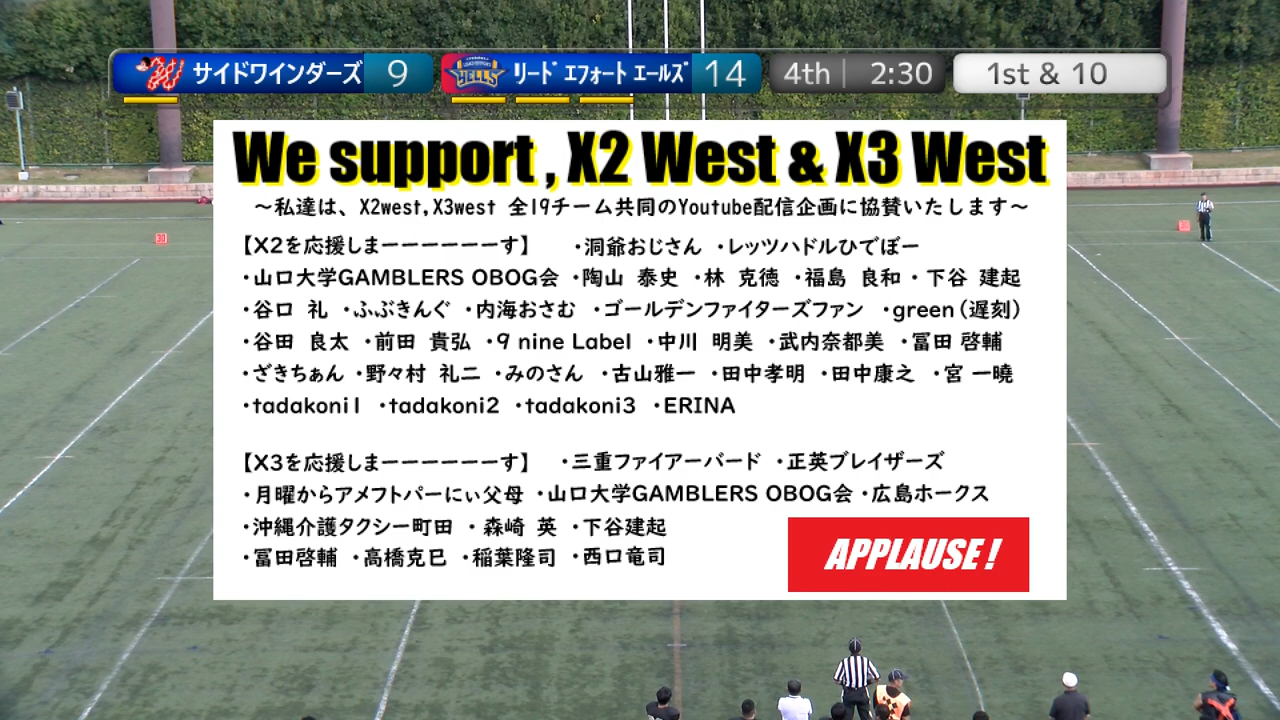 サイドワインダーズ 9 YELLS リードエフォート エールズ 14 4th 2:30 1st & 10
We support , X2 West & X3 West
～私達は、X2west,X3west 全19チーム共同のYoutube配信企画に協賛いたします～
【X2を応援しまーーーーーーす】 ・洞爺おじさん ・レッツハドルひでぼー
・山口大学GAMBLERS OBOG会 ・陶山 泰史 ・林 克徳 ・福島 良和 ・下谷 建起
・谷口 礼 ・ふぶきんぐ ・内海おさむ ・ゴールデンファイターズファン ・green（遅刻）
・谷田 良太 ・前田 貴弘 ・9 nine Label ・中川 明美 ・武内奈都美 ・冨田 啓輔
・ざきちぁん ・野々村 礼二 ・みのさん ・古山雅一 ・田中孝明 ・田中康之 ・宮 一曉
・tadakoni1 ・tadakoni2 ・tadakoni3 ・ERINA
【X3を応援しまーーーーーーす】 ・三重ファイアーバード ・正英ブレイザーズ
・月曜からアメフトパーにぃ父母 ・山口大学GAMBLERS OBOG会 ・広島ホークス
・沖縄介護タクシー町田 ・森崎 英 ・下谷建起
・冨田啓輔 ・高橋克巳 ・稲葉隆司 ・西口竜司
APPLAUSE!
30